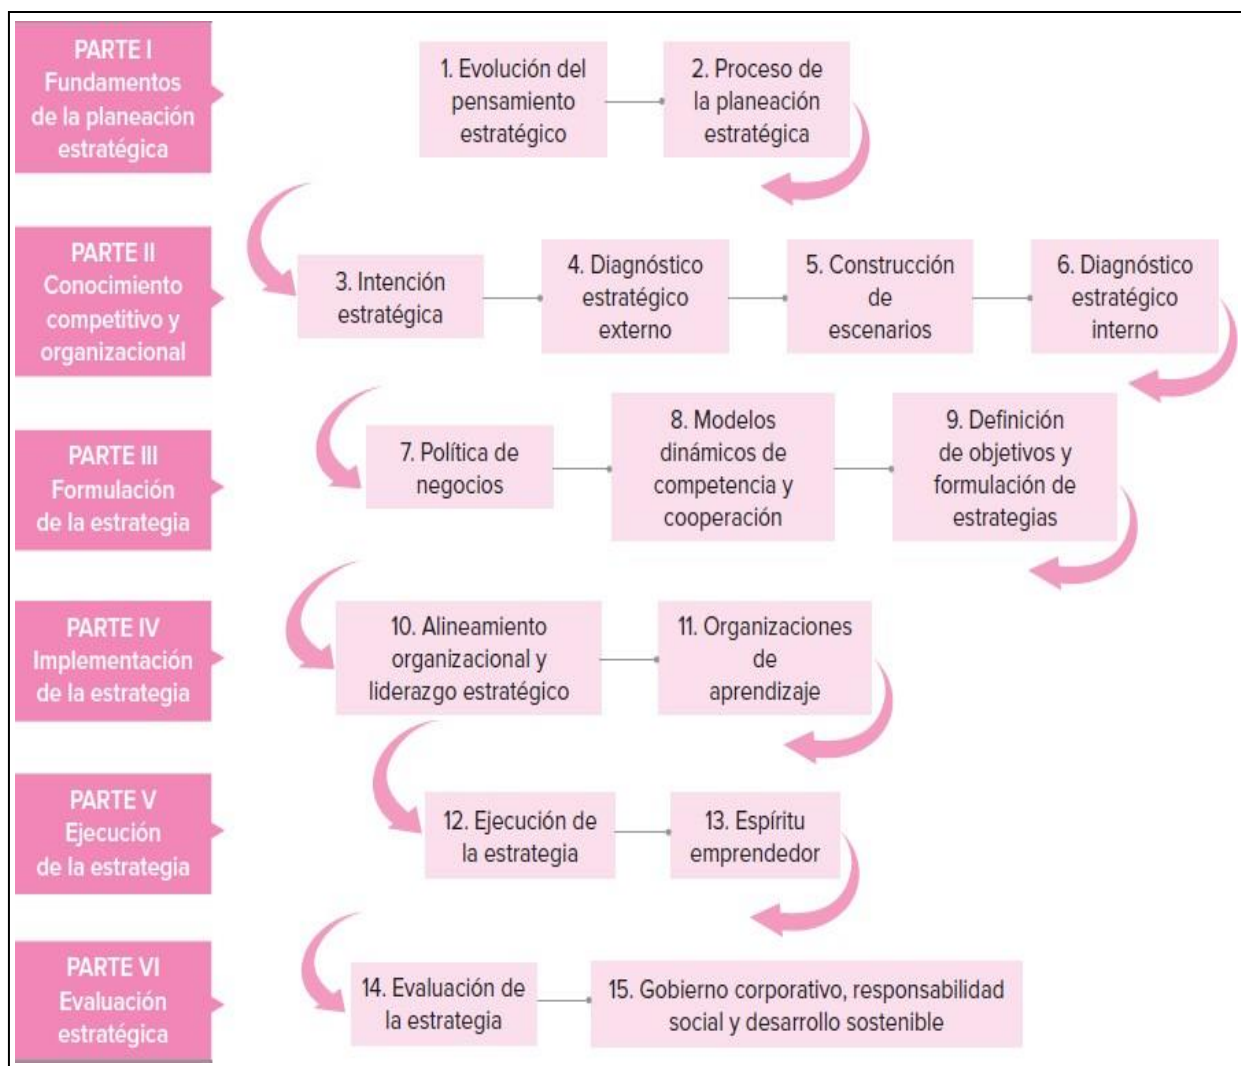 PARTE I
Fundamentos
de la planeación
estratégica
1. Evolución del
pensamiento
estratégico
2. Proceso de
la planeación
estratégica
PARTE II
Conocimiento
competitivo y
organizacional
3. Intención
estratégica
4. Diagnóstico
estratégico
externo
5. Construcción
de
escenarios
6. Diagnóstico
estratégico
interno
PARTE III
Formulación
de la estrategia
7. Política de
negocios
8. Modelos
dinámicos de
competencia y
cooperación
9. Definición
de objetivos y
formulación de
estrategias
PARTE IV
Implementación
de la estrategia
10. Alineamiento
organizacional y
liderazgo estratégico
11. Organizaciones
de
aprendizaje
PARTE V
Ejecución
de la estrategia
12. Ejecución de
la estrategia
13. Espíritu
emprendedor
PARTE VI
Evaluación
estratégica
14. Evaluación de
la estrategia
15. Gobierno corporativo, responsabilidad
social y desarrollo sostenible